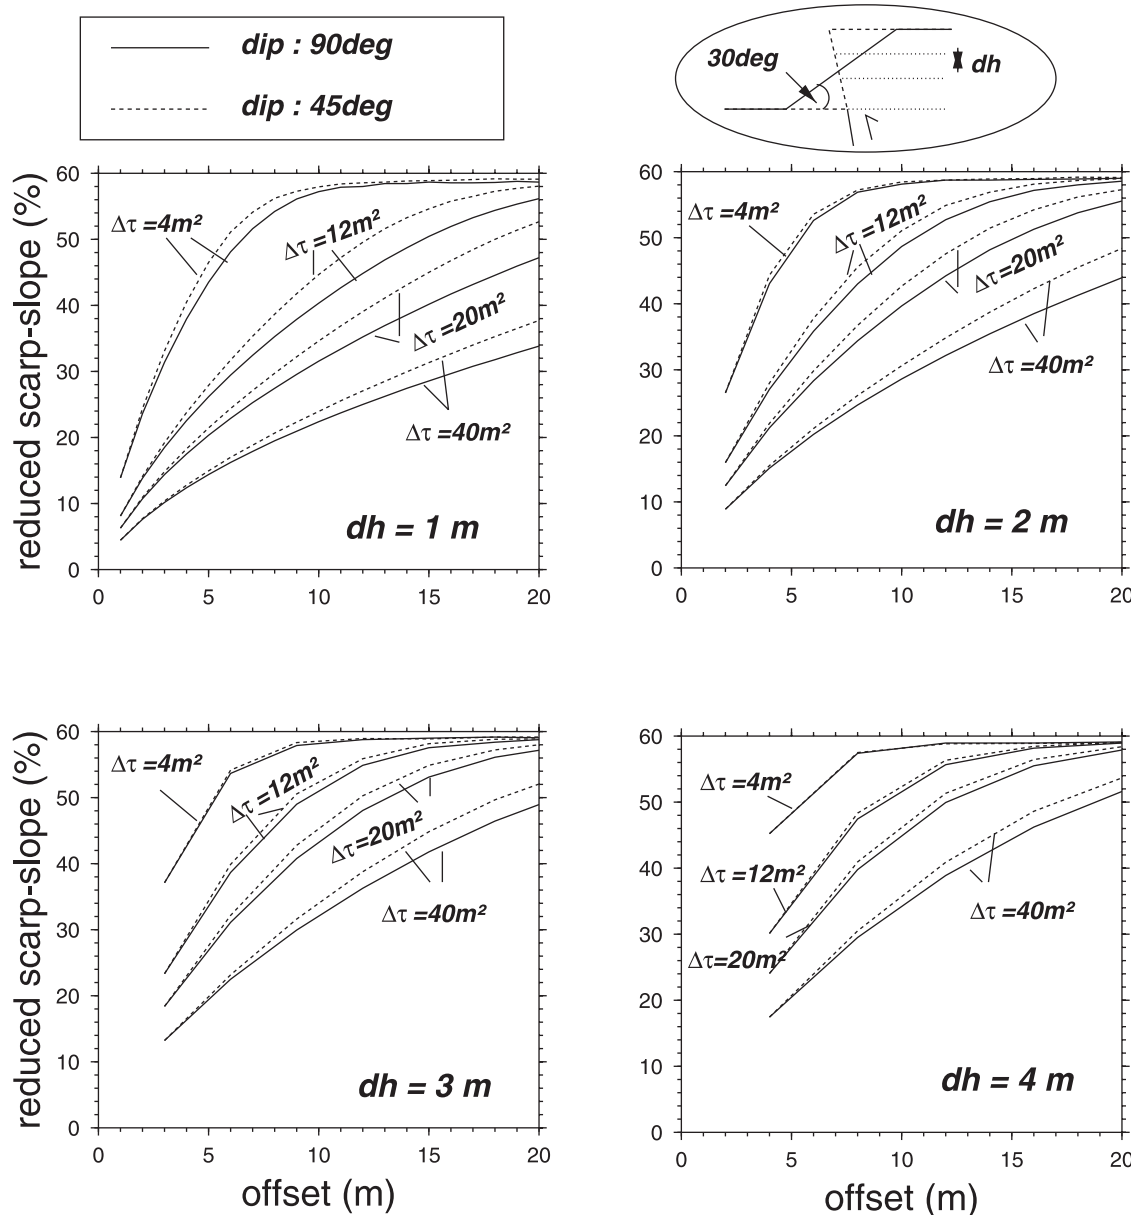 dip : 90deg
dip : 45deg
30deg
dh
reduced scarp-slope (%)
60
50
40
30
20
10
0
0 5 10 15 20
Δτ =4m²
Δτ =12m²
Δτ =20m²
Δτ =40m²
dh = 1 m
60
50
40
30
20
10
0
0 5 10 15 20
Δτ =4m²
Δτ =12m²
Δτ =20m²
Δτ =40m²
dh = 2 m
reduced scarp-slope (%)
60
50
40
30
20
10
0
0 5 10 15 20
Δτ =4m²
Δτ =12m²
Δτ =20m²
Δτ =40m²
dh = 3 m
offset (m)
60
50
40
30
20
10
0
0 5 10 15 20
Δτ =4m²
Δτ =12m²
Δτ=20m²
Δτ =40m²
dh = 4 m
offset (m)